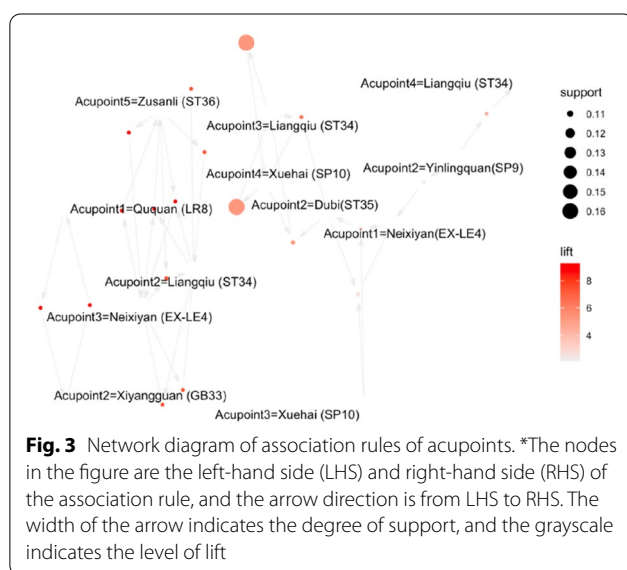 Acupoint4=Liangqiu (ST34)
support
Acupoint5=Zusanli (ST36)
0.11
0.12
Acupoint3=Liangqiu (ST34)
0.13
Acupoint4=Xuehai (SP10)
Acupoint2=Yinlingquan(SP9)
0.14
0.15
Acupoint1=Ququan (LR8)
Acupoint2=Dubi(ST35)
0.16
Acupoint1=Neixiyan(EX-LE4)
lift
Acupoint2=Liangqiu (ST34)
8
6
Acupoint3=Neixiyan (EX-LE4)
4
Acupoint2=Xiyangguan (GB33)
Acupoint3=Xuehai (SP10)
Fig. 3 Network diagram of association rules of acupoints. *The nodes
in the figure are the left-hand side (LHS) and right-hand side (RHS) of
the association rule, and the arrow direction is from LHS to RHS. The
width of the arrow indicates the degree of support, and the grayscale
indicates the level of lift